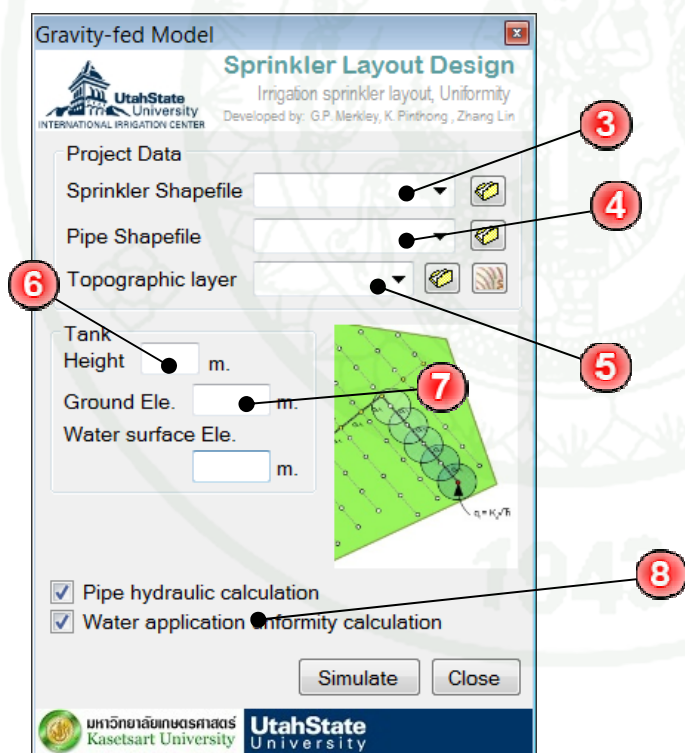 Gravity-fed Model
x
UtahState
University
INTERNATIONAL IRRIGATION CENTER
Sprinkler Layout Design
Irrigation sprinkler layout, Uniformity
Developed by: G.P. Merkley, K. Pinthong , Zhang Lin
3
Project Data
Sprinkler Shapefile
4
Pipe Shapefile
6
Topographic layer
5
Tank
Height m.
7
Ground Ele. m.
Water surface Ele.
m.
8
Pipe hydraulic calculation
Water application uniformity calculation
Simulate Close
มหาวิทยาลัยเกษตรศาสตร์
Kasetsart University
UtahState
University
1943